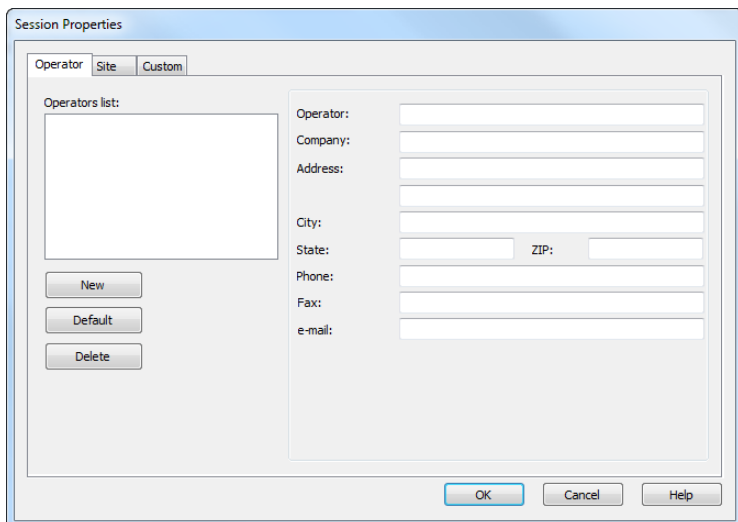 Session Properties
Operator Site Custom
Operators list:
Operator:
Company:
Address:
City:
State: ZIP:
Phone:
Fax:
e-mail:
New
Default
Delete
OK Cancel Help